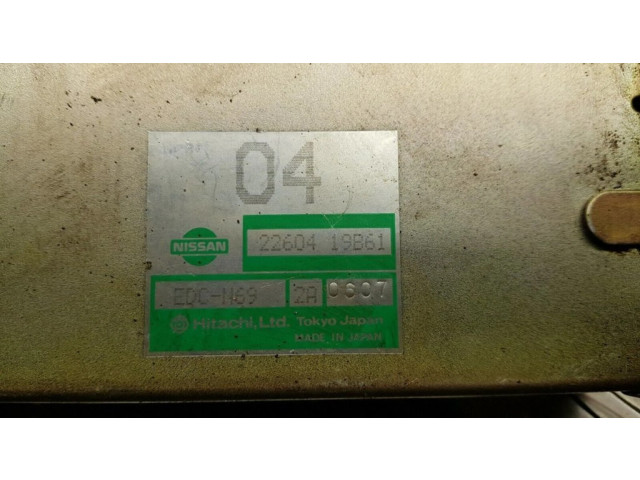 04
NISSAN
22604 19B61
EDC-N69 2A 0607
Hitachi, Ltd. Tokyo Japan
MADE IN JAPAN